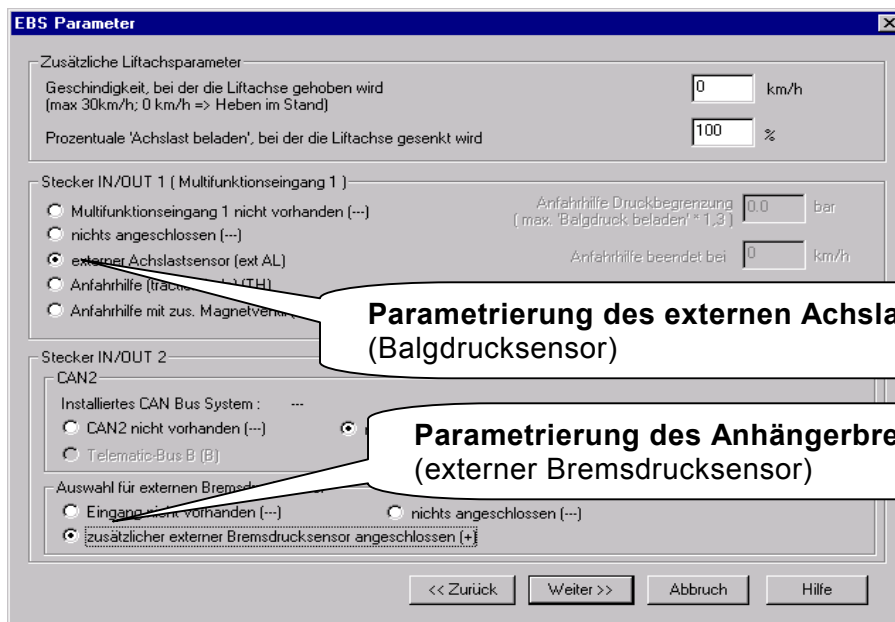 EBS Parameter
Zusätzliche Liftachsparameter
Geschindigkeit, bei der die Liftachse gehoben wird
(max 30km/h; 0 km/h => Heben im Stand)
0 km/h
Prozentuale 'Achslast beladen', bei der die Liftachse gesenkt wird
100 %
Stecker IN/OUT 1 ( Multifunktionseingang 1 )
Multifunktionseingang 1 nicht vorhanden (---)
nichts angeschlossen (---)
externer Achslastsensor (ext AL)
Anfahrhilfe (TH)
Anfahrhilfe mit zus.
Anfahrhilfe Druckbegrenzung
( max. 'Balgdruck beladen' * 1,3 )
0.0 bar
Anfahrhilfe beendet bei 0 km/h
Parametrierung des externen
(Balgdrucksensor)
Stecker IN/OUT 2
CAN2
Installiertes CAN Bus System : ---
CAN2 nicht vorhanden (---)
Telematic-Bus B (B)
Parametrierung des
(externer Bremsdrucksensor)
Auswahl für externen
Eingang nicht vorhanden (---)
nichts angeschlossen (---)
zusätzlicher externer Bremsdrucksensor angeschlossen (+)
<< Zurück
Weiter >>
Abbruch
Hilfe